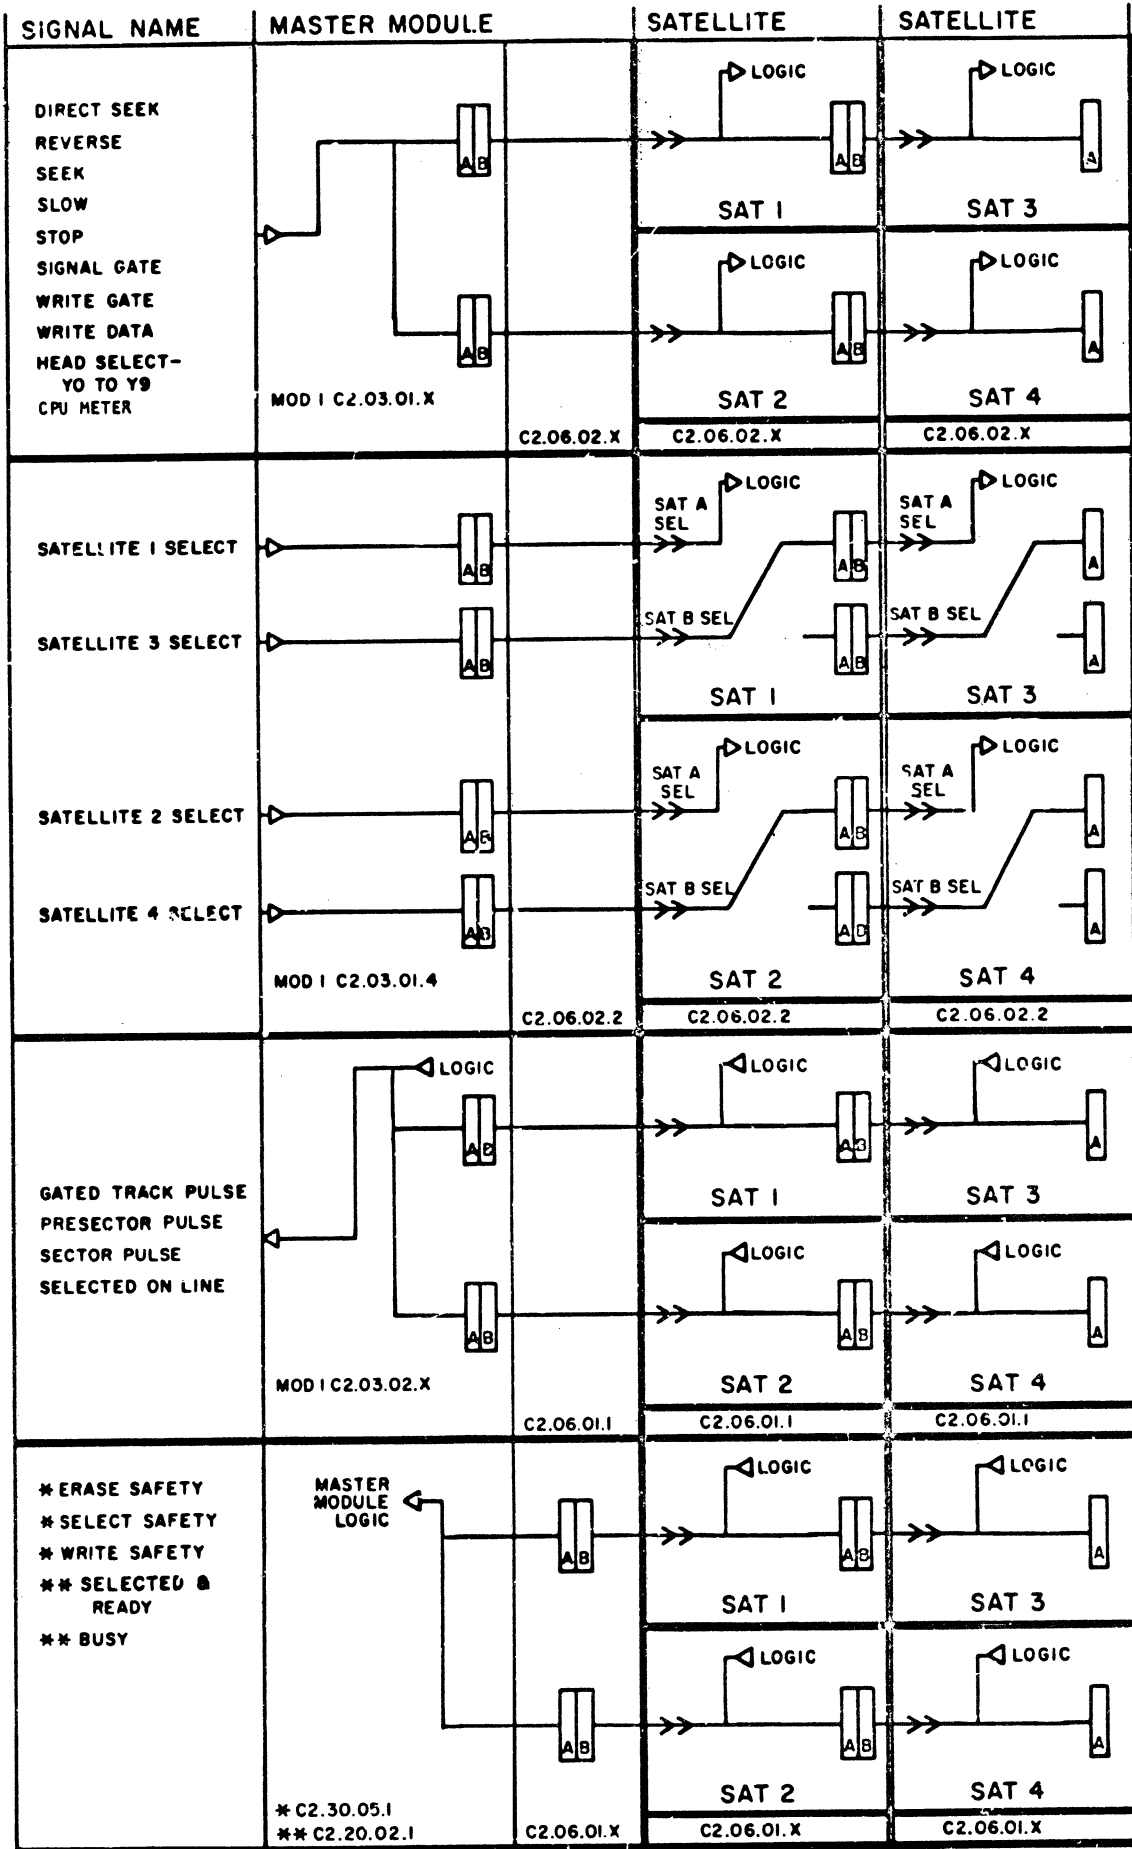 SIGNAL NAME
MASTER MODULE
SATELLITE
SATELLITE
DIRECT SEEK
REVERSE
SEEK
SLOW
STOP
SIGNAL GATE
WRITE GATE
WRITE DATA
HEAD SELECT-
Y0 TO Y9
CPU METER
A B
A B
MOD 1 C2.03.01.X
C2.06.02.X
LOGIC
A B
SAT 1
LOGIC
A B
SAT 2
C2.06.02.X
LOGIC
A
SAT 3
LOGIC
A
SAT 4
C2.06.02.X
SATELLITE 1 SELECT
SATELLITE 3 SELECT
SATELLITE 2 SELECT
SATELLITE 4 SELECT
A B
A B
A B
A B
MOD 1 C2.03.01.4
C2.06.02.2
LOGIC
SAT A
SEL
A B
SAT B SEL
A B
SAT 1
LOGIC
SAT A
SEL
A B
SAT B SEL
A B
SAT 2
C2.06.02.2
LOGIC
SAT A
SEL
A
SAT B SEL
A
SAT 3
LOGIC
SAT A
SEL
A
SAT B SEL
A
SAT 4
C2.06.02.2
GATED TRACK PULSE
PRESECTOR PULSE
SECTOR PULSE
SELECTED ON LINE
LOGIC
A B
A B
MOD 1 C2.03.02.X
C2.06.01.1
LOGIC
A B
SAT 1
LOGIC
A B
SAT 2
C2.06.01.1
LOGIC
A
SAT 3
LOGIC
A
SAT 4
C2.06.01.1
* ERASE SAFETY
* SELECT SAFETY
* WRITE SAFETY
** SELECTED &
READY
** BUSY
MASTER
MODULE
LOGIC
* C2.30.05.1
** C2.20.02.1
A B
A B
C2.06.01.X
LOGIC
A B
SAT 1
LOGIC
A B
SAT 2
C2.06.01.X
LOGIC
A
SAT 3
LOGIC
A
SAT 4
C2.06.01.X